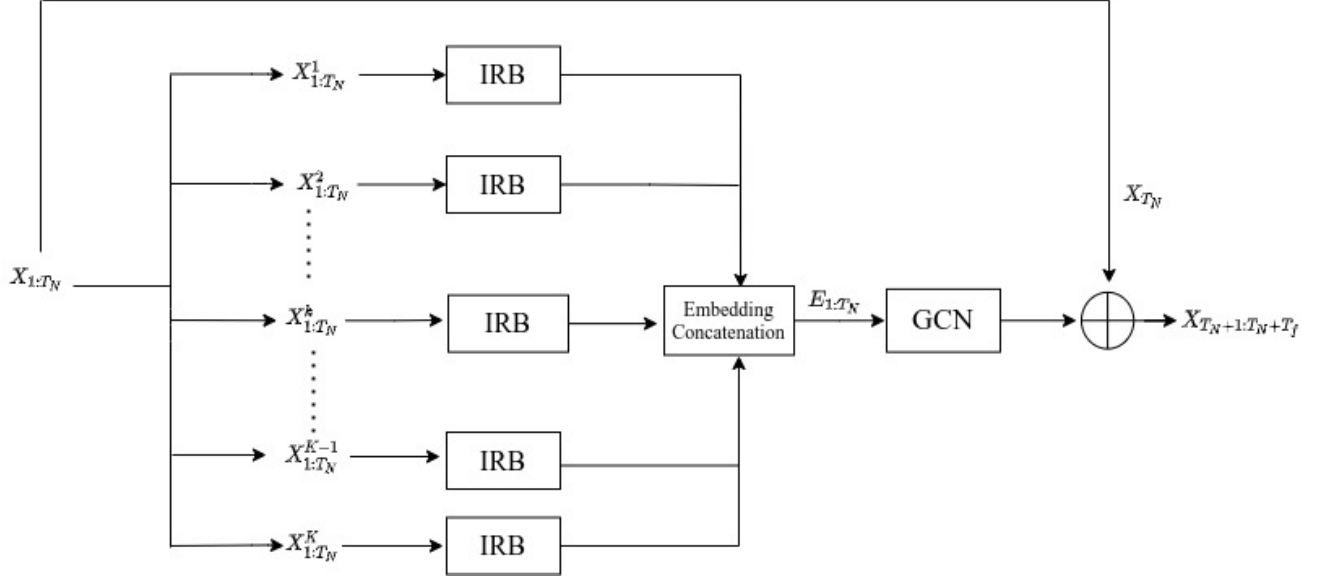 X_{1:T_N}
X^1_{1:T_N}
IRB
X^2_{1:T_N}
IRB
X^k_{1:T_N}
IRB
X^{K-1}_{1:T_N}
IRB
X^K_{1:T_N}
IRB
Embedding
Concatenation
E_{1:T_N}
GCN
X_{T_N}
X_{T_N+1:T_N+T_f}